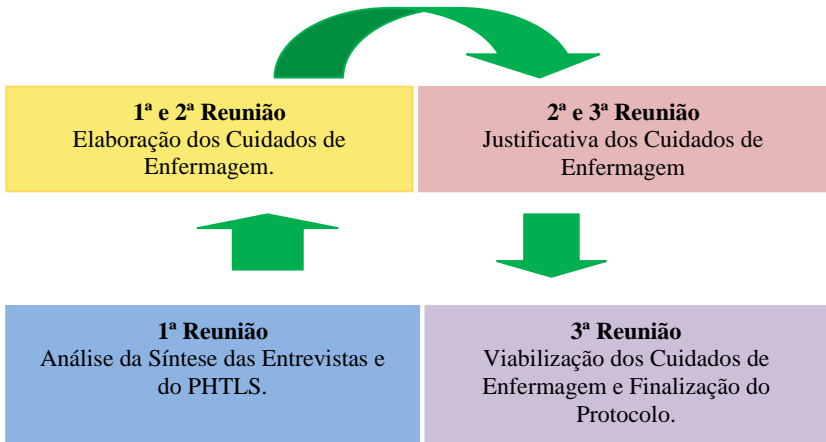 1ª e 2ª Reunião
Elaboração dos Cuidados de
Enfermagem.
2ª e 3ª Reunião
Justificativa dos Cuidados de
Enfermagem
1ª Reunião
Análise da Síntese das Entrevistas e
do PHTLS.
3ª Reunião
Viabilização dos Cuidados de
Enfermagem e Finalização do
Protocolo.